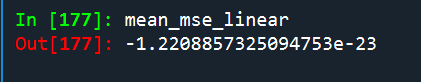 In [177]: mean_mse_linear
Out[177]: -1.2208857325094753e-23